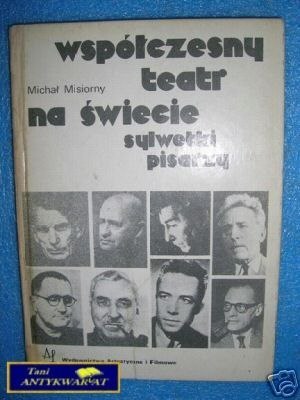 współczesny
teatr
Michał Misiorny
na świecie
sylwetki
pisarzy
Wydawnictwa Artystyczne i Filmowe
Tani
ANTYKWARIAT